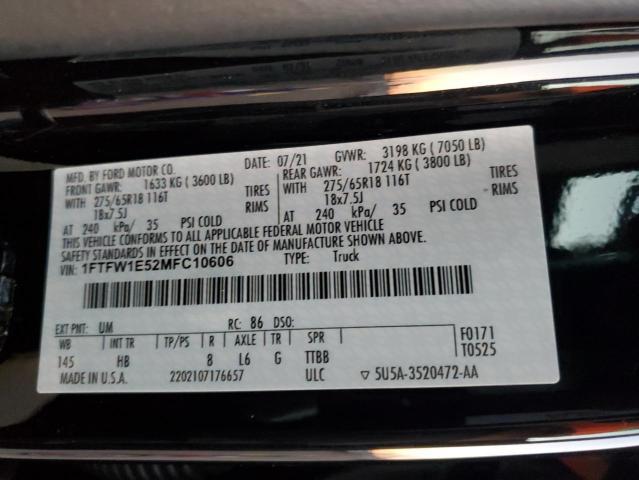 MFD. BY FORD MOTOR CO. DATE: 07/21 GVWR: 3198 KG (7050 LB)
FRONT GAWR: 1633 KG (3600 LB) REAR GAWR: 1724 KG (3800 LB)
WITH 275/65R18 116T TIRES WITH 275/65R18 116T TIRES
18x7.5J RIMS 18x7.5J RIMS
AT 240 kPa/ 35 PSI COLD AT 240 kPa/ 35 PSI COLD
THIS VEHICLE CONFORMS TO ALL APPLICABLE FEDERAL MOTOR VEHICLE
SAFETY STANDARDS IN EFFECT ON THE DATE OF MANUFACTURE SHOWN ABOVE.
VIN: 1FTFW1E52MFC10606 TYPE: Truck
EXT PNT: UM RC: 86 DSO:
WB INT TR TP/PS R AXLE TR SPR F0171
145 HB 8 L6 G TTBB T0525
MADE IN U.S.A. 2202107176657 ULC ▽ 5U5A-3520472-AA